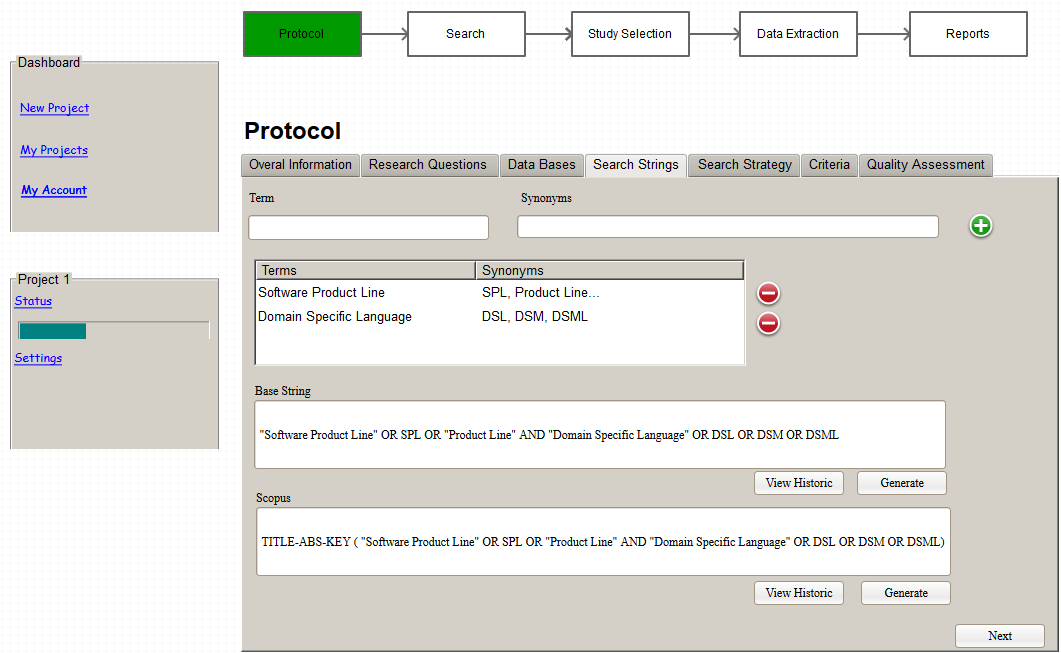 Protocol
Search
Study Selection
Data Extraction
Reports
Dashboard
New Project
My Projects
My Account
Project 1
Status
Settings
Protocol
Overal Information
Research Questions
Data Bases
Search Strings
Search Strategy
Criteria
Quality Assessment
Term
Synonyms
Terms
Synonyms
Software Product Line
SPL, Product Line...
Domain Specific Language
DSL, DSM, DSML
Base String
"Software Product Line" OR SPL OR "Product Line" AND "Domain Specific Language" OR DSL OR DSM OR DSML
View Historic
Generate
Scopus
TITLE-ABS-KEY ( "Software Product Line" OR SPL OR "Product Line" AND "Domain Specific Language" OR DSL OR DSM OR DSML)
View Historic
Generate
Next